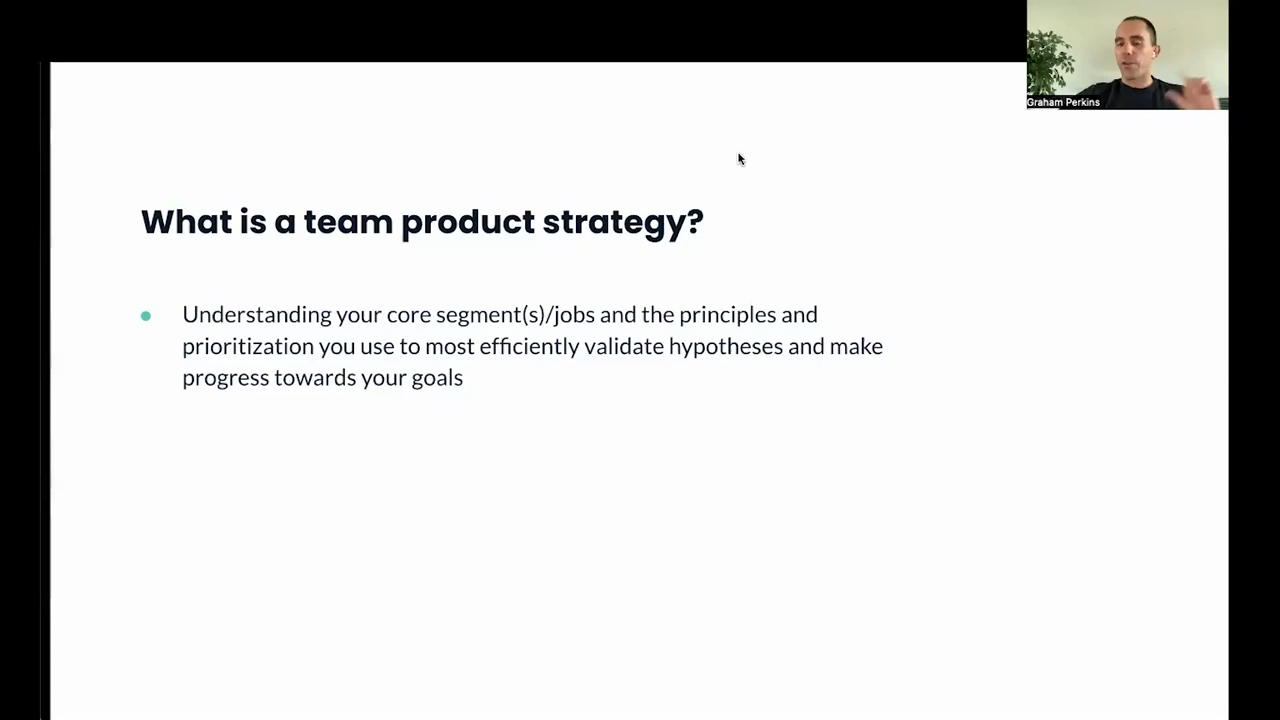 Graham Perkins
What is a team product strategy?
Understanding your core segment(s)/jobs and the principles and
prioritization you use to most efficiently validate hypotheses and make
progress towards your goals